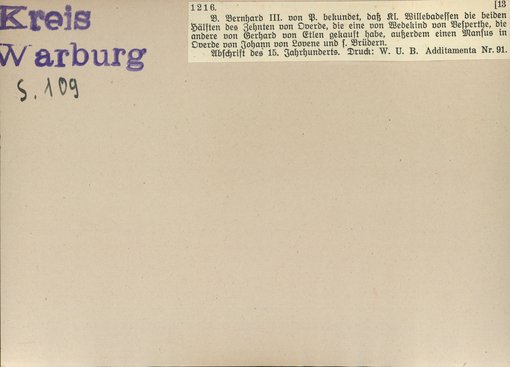 Kreis
Warburg
S. 109
1216. [13
B. Bernhard III. von P. bekundet, daß Kl. Willebadessen die beiden
Hälften des Zehnten von Overde, die eine von Wedekind von Vesperthe, die
andere von Gerhard von Etlen gekauft habe, außerdem einen Mansus in
Overde von Johann von Lovene und s. Brüdern.
Abschrift des 15. Jahrhunderts. Druck: W. U. B. Additamenta Nr. 91.